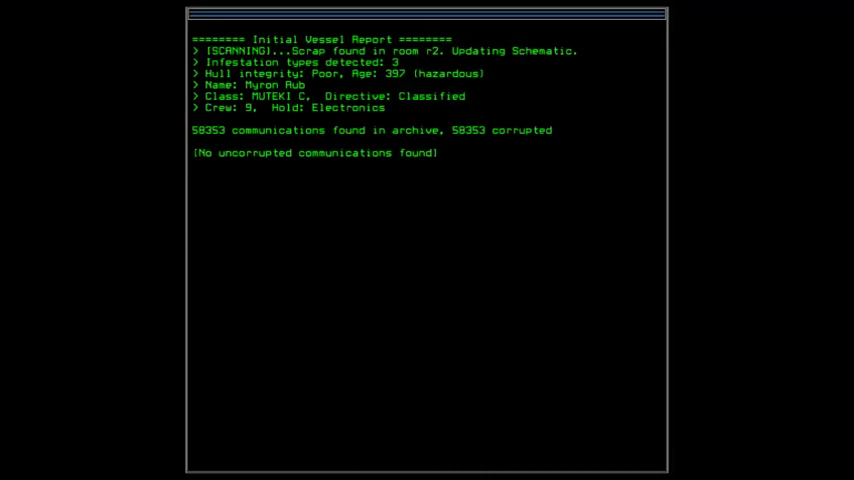 ======== Initial Vessel Report ========
> [SCANNING]...Scrap found in room r2. Updating Schematic.
> Infestation types detected: 3
> Hull integrity: Poor, Age: 397 (hazardous)
> Name: Myron Aub
> Class: MUTEKI C,  Directive: Classified
> Crew: 9,  Hold: Electronics
58353 communications found in archive, 58353 corrupted
[No uncorrupted communications found]